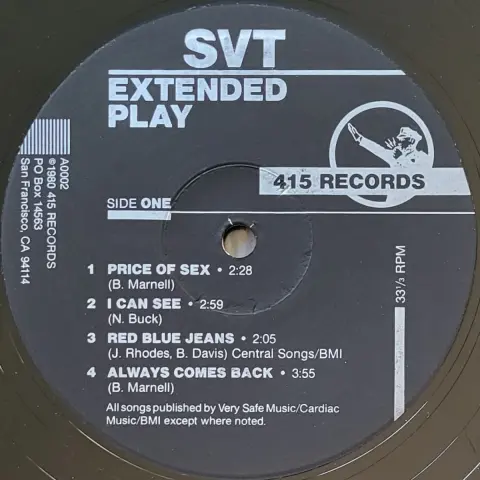 SVT
EXTENDED
PLAY
A0002
℗1980 415 RECORDS
PO Box 14563
San Francisco, CA 94114
415 RECORDS
SIDE ONE
33⅓ RPM
1 PRICE OF SEX • 2:28
(B. Marnell)
2 I CAN SEE • 2:59
(N. Buck)
3 RED BLUE JEANS • 2:05
(J. Rhodes, B. Davis) Central Songs/BMI
4 ALWAYS COMES BACK • 3:55
(B. Marnell)
All songs published by Very Safe Music/Cardiac
Music/BMI except where noted.